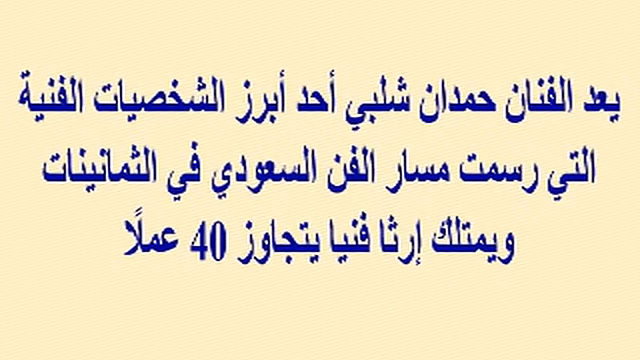 يعد الفنان حمدان شلبي أحد أبرز الشخصيات الفنية
التي رسمت مسار الفن السعودي في الثمانينات
ويمتلك إرثا فنيا يتجاوز 40 عملًا